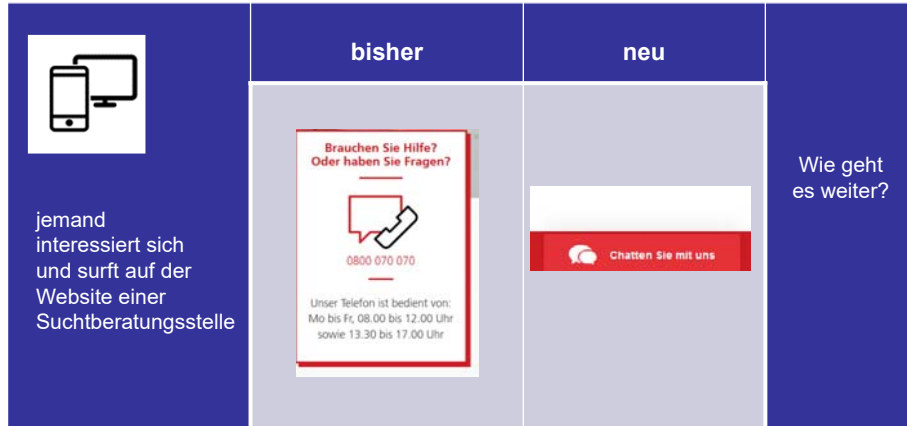 bisher
neu
jemand
interessiert sich
und surft auf der
Website einer
Suchtberatungsstelle
Brauchen Sie Hilfe?
Oder haben Sie Fragen?
0800 070 070
Unser Telefon ist bedient von:
Mo bis Fr, 08.00 bis 12.00 Uhr
sowie 13.30 bis 17.00 Uhr
Chatten Sie mit uns
Wie geht
es weiter?